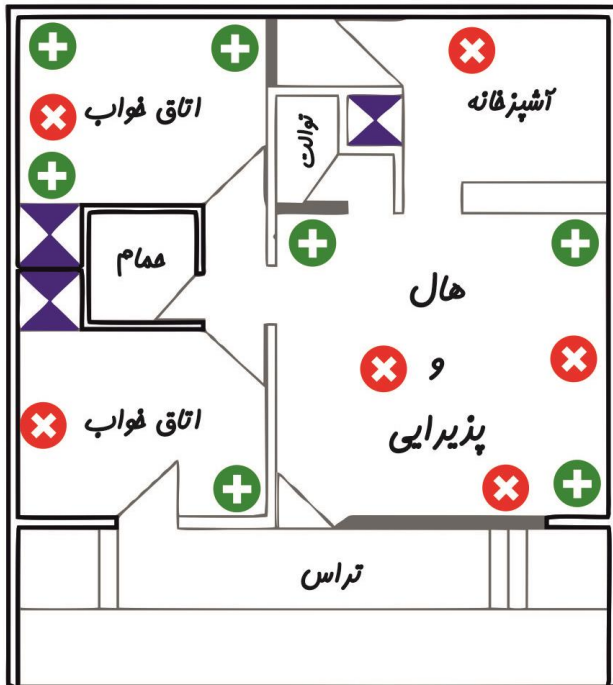 آشپزخانه
اتاق خواب
توالت
حمام
هال
و
پذیرایی
اتاق خواب
تراس